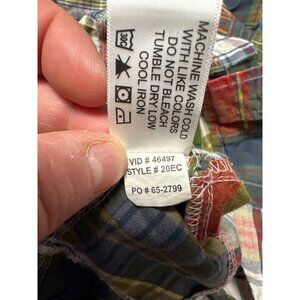 MACHINE WASH COLD
WITH LIKE COLORS
DO NOT BLEACH
TUMBLE DRY LOW
COOL IRON
VID # 46497
STYLE # 20EC
PO # 65-2799